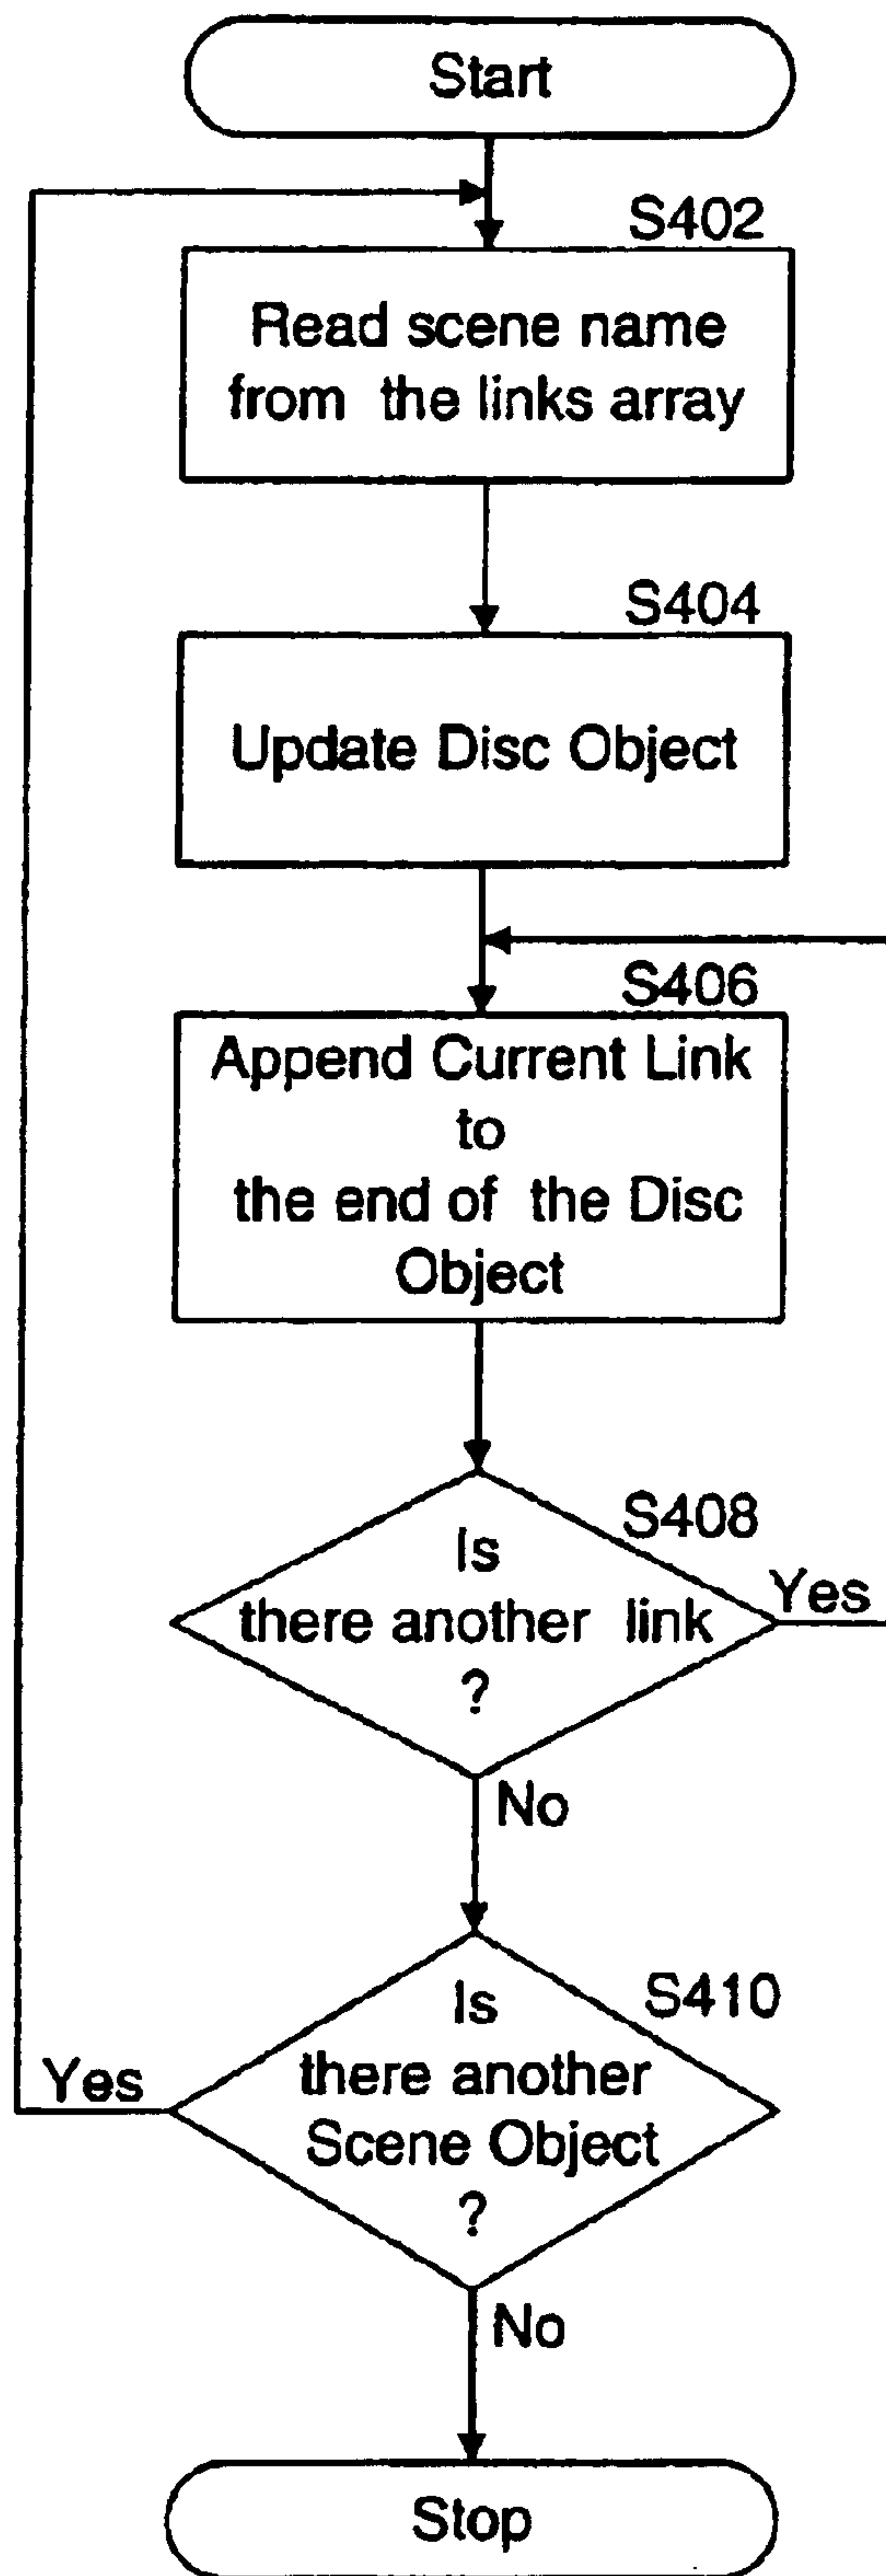 Start
S402
Read scene name
from the links array
S404
Update Disc Object
S406
Append Current Link
to
the end of the Disc
Object
S408
Is
there another link
?
Yes
No
S410
Is
there another
Scene Object
?
Yes
No
Stop